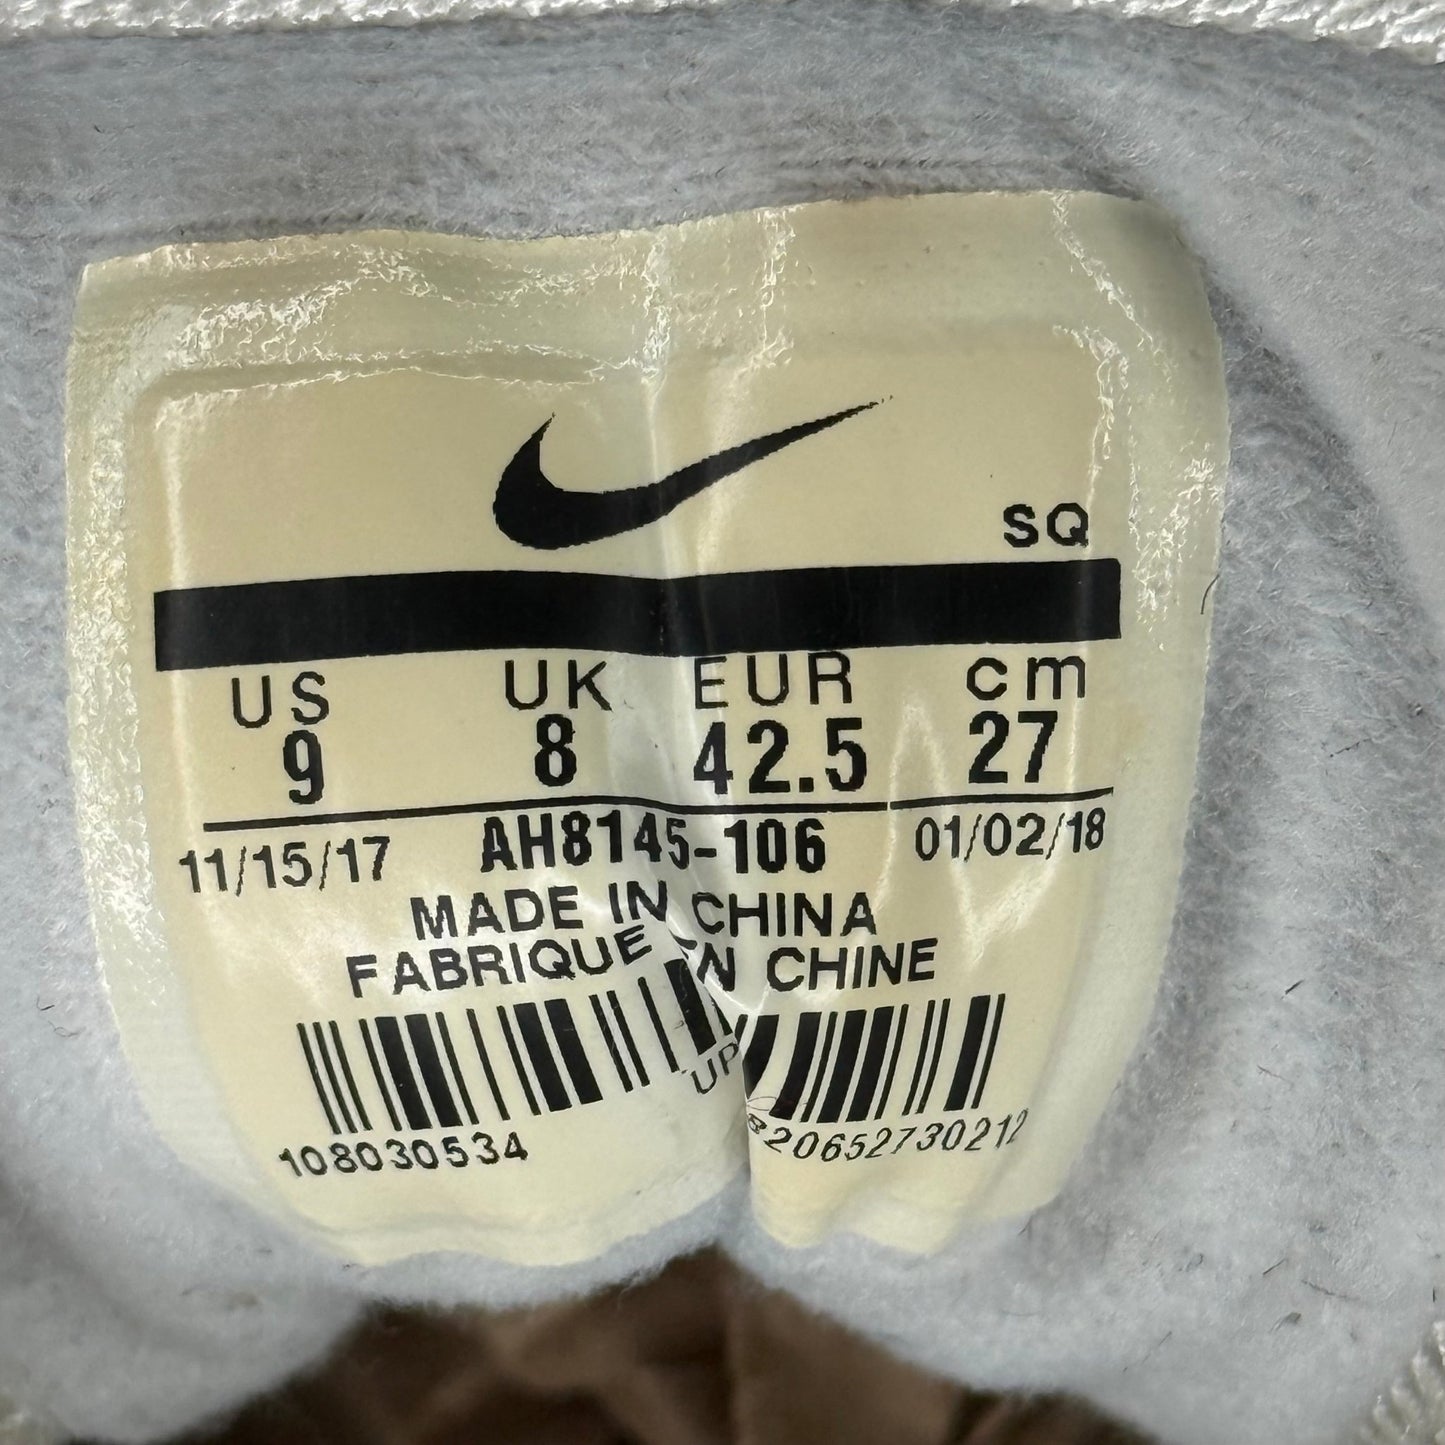 SQ
US UK EUR cm
9 8 42.5 27
11/15/17 AH8145-106 01/02/18
MADE IN CHINA
FABRIQUE EN CHINE
UP
108030534 820652730212